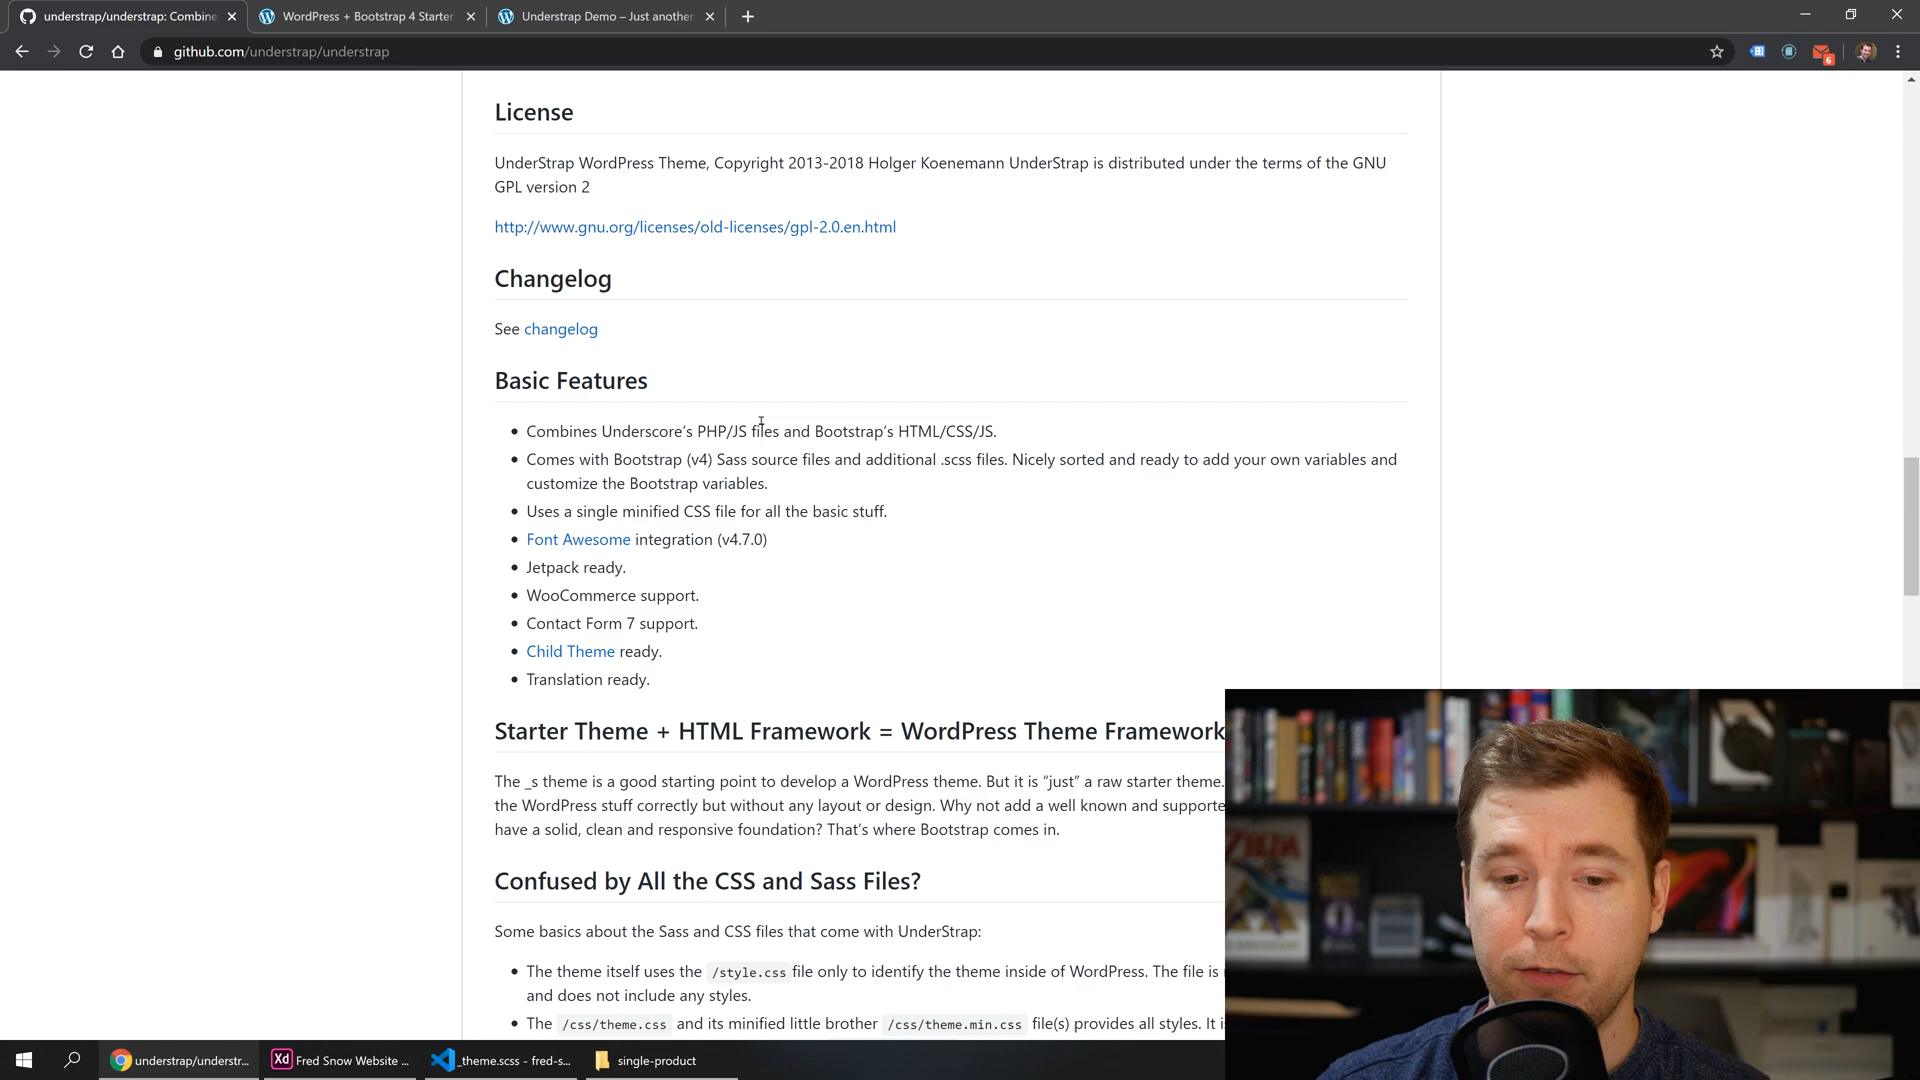 understrap/understrap: Combine
WordPress + Bootstrap 4 Starter
Understrap Demo – Just another
github.com/understrap/understrap
6
License
UnderStrap WordPress Theme, Copyright 2013-2018 Holger Koenemann UnderStrap is distributed under the terms of the GNU
GPL version 2
http://www.gnu.org/licenses/old-licenses/gpl-2.0.en.html
Changelog
See changelog
Basic Features
Combines Underscore’s PHP/JS files and Bootstrap’s HTML/CSS/JS.
Comes with Bootstrap (v4) Sass source files and additional .scss files. Nicely sorted and ready to add your own variables and
customize the Bootstrap variables.
Uses a single minified CSS file for all the basic stuff.
Font Awesome integration (v4.7.0)
Jetpack ready.
WooCommerce support.
Contact Form 7 support.
Child Theme ready.
Translation ready.
Starter Theme + HTML Framework = WordPress Theme Framework
The _s theme is a good starting point to develop a WordPress theme. But it is “just” a raw starter theme.
the WordPress stuff correctly but without any layout or design. Why not add a well known and supporte
have a solid, clean and responsive foundation? That’s where Bootstrap comes in.
Confused by All the CSS and Sass Files?
Some basics about the Sass and CSS files that come with UnderStrap:
The theme itself uses the /style.css file only to identify the theme inside of WordPress. The file is
and does not include any styles.
The /css/theme.css and its minified little brother /css/theme.min.css file(s) provides all styles. It i
ZELDA
understrap/understr...
Xd Fred Snow Website ...
_theme.scss - fred-s...
single-product